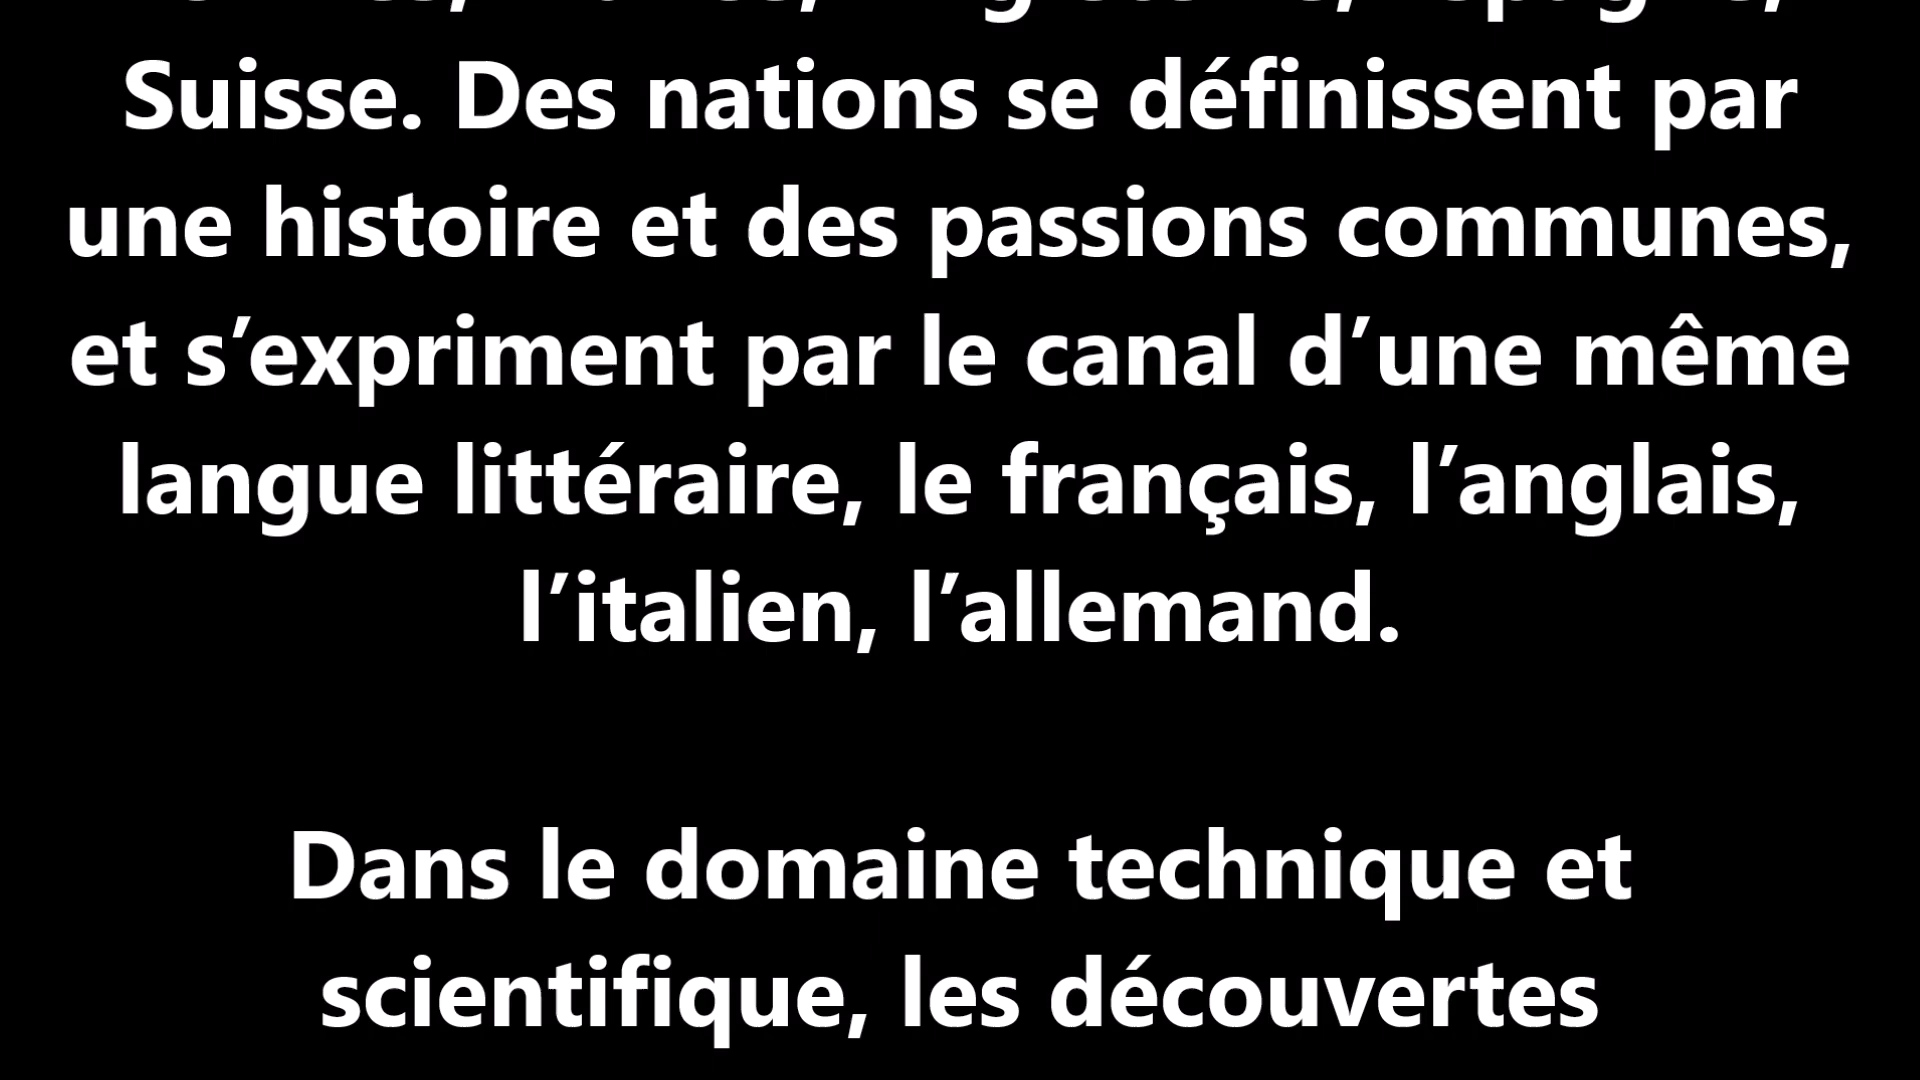 Suisse. Des nations se définissent par
une histoire et des passions communes,
et s’expriment par le canal d’une même
langue littéraire, le français, l’anglais,
l’italien, l’allemand.
Dans le domaine technique et
scientifique, les découvertes